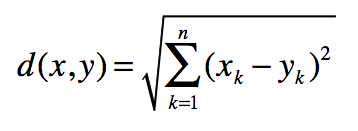 d(x,y) = √(∑_{k=1}^{n} (x_k − y_k)²)